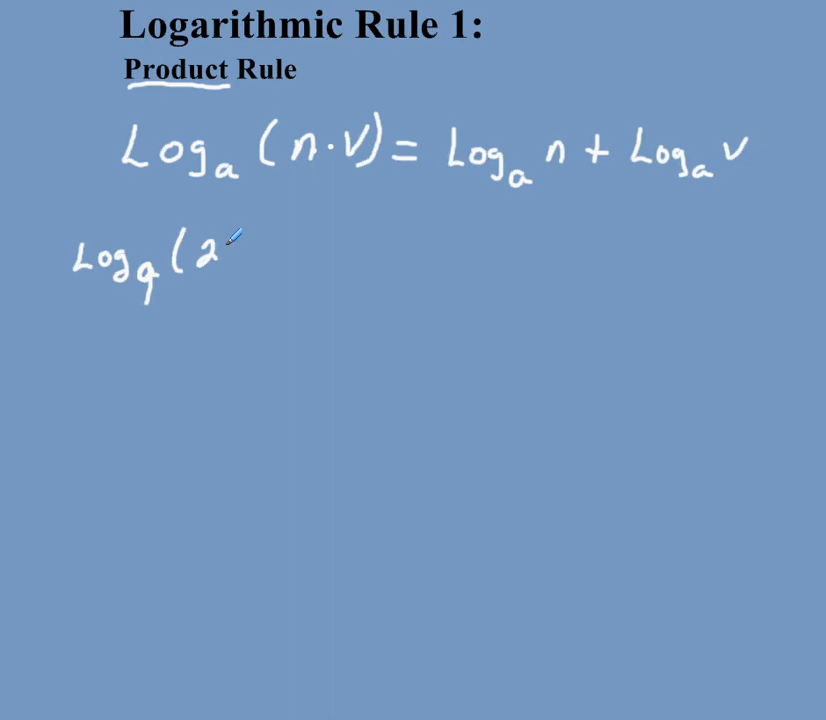 Logarithmic Rule 1:
Product Rule
Logₐ (n·v) = Logₐ n + Logₐ v
Log₉ (2